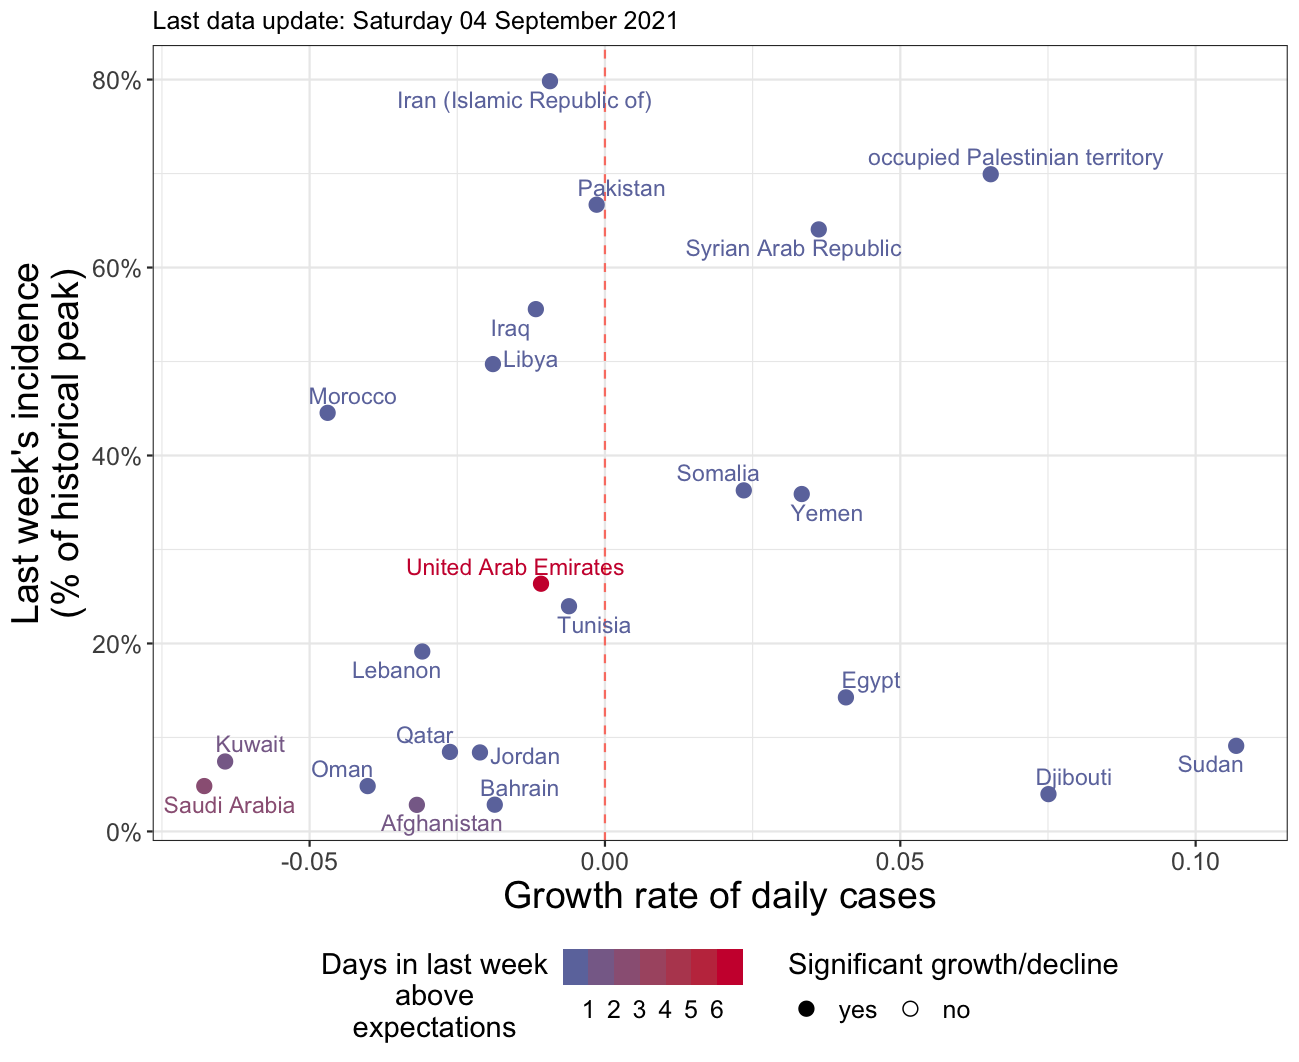 Last data update: Saturday 04 September 2021
80%
Iran (Islamic Republic of)
occupied Palestinian territory
Pakistan
Syrian Arab Republic
60%
Iraq
Libya
Morocco
40%
Somalia
Yemen
United Arab Emirates
Tunisia
20%
Lebanon
Egypt
Qatar
Kuwait
Jordan
Sudan
Oman
Djibouti
Bahrain
Saudi Arabia
Afghanistan
0%
Last week's incidence
(% of historical peak)
-0.05 0.00 0.05 0.10
Growth rate of daily cases
Days in last week
above
expectations
1 2 3 4 5 6
Significant growth/decline
yes no